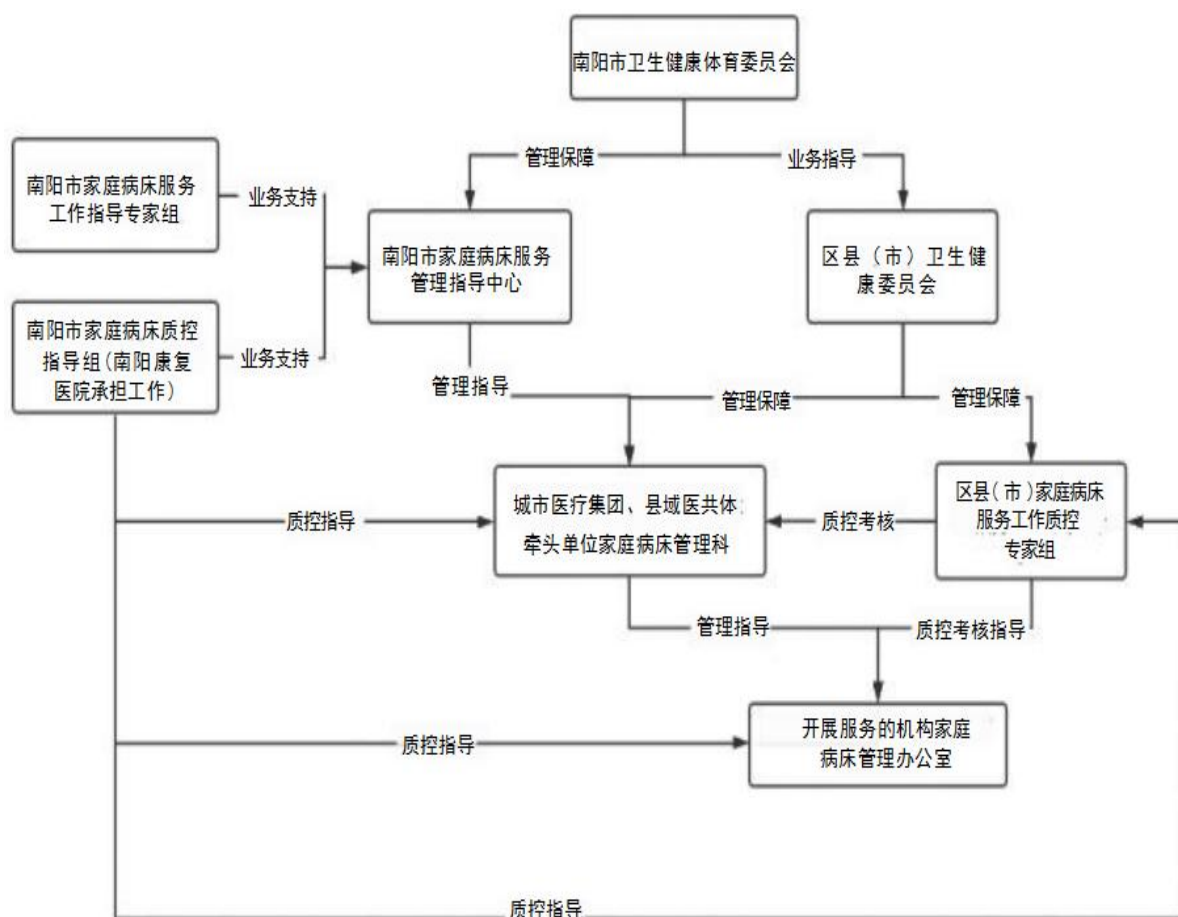 南阳市卫生健康体育委员会
管理保障
业务指导
南阳市家庭病床服务
工作指导专家组
业务支持
南阳市家庭病床服务
管理指导中心
区县（市）卫生健
康委员会
南阳市家庭病床质控
指导组(南阳康复
医院承担工作）
业务支持
管理指导
管理保障
管理保障
城市医疗集团、县域医共体
牵头单位家庭病床管理科
区县(市)家庭病床
服务工作质控
专家组
质控指导
质控考核
管理指导
质控考核指导
开展服务的机构家庭
病床管理办公室
质控指导
质控指导